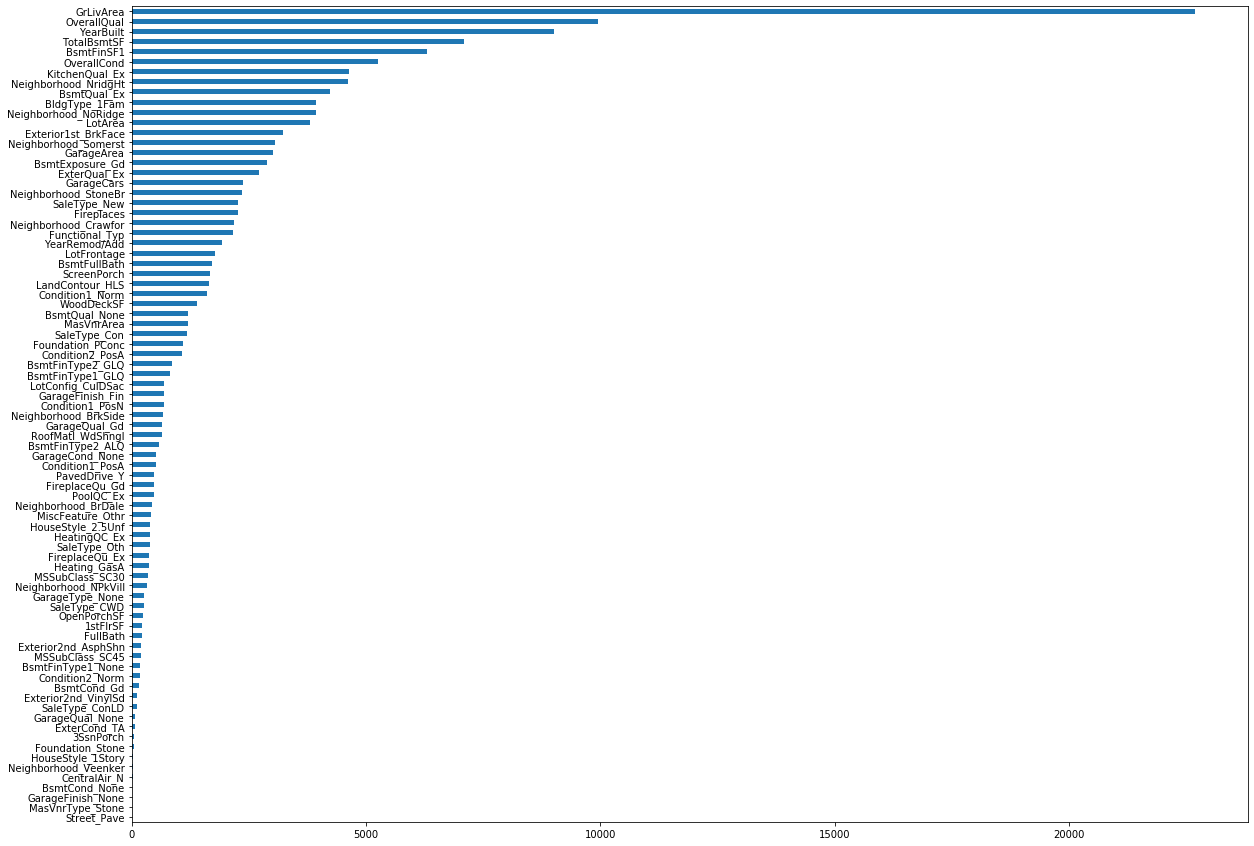 GrLivArea
OverallQual
YearBuilt
TotalBsmtSF
BsmtFinSF1
OverallCond
KitchenQual_Ex
Neighborhood_NridgHt
BsmtQual_Ex
BldgType_1Fam
Neighborhood_NoRidge
LotArea
Exterior1st_BrkFace
Neighborhood_Somerst
GarageArea
BsmtExposure_Gd
ExterQual_Ex
GarageCars
Neighborhood_StoneBr
SaleType_New
Fireplaces
Neighborhood_Crawfor
Functional_Typ
YearRemod/Add
LotFrontage
BsmtFullBath
ScreenPorch
LandContour_HLS
Condition1_Norm
WoodDeckSF
BsmtQual_None
MasVnrArea
SaleType_Con
Foundation_PConc
Condition2_PosA
BsmtFinType2_GLQ
BsmtFinType1_GLQ
LotConfig_CulDSac
GarageFinish_Fin
Condition1_PosN
Neighborhood_BrkSide
GarageQual_Gd
RoofMatl_WdShngl
BsmtFinType2_ALQ
GarageCond_None
Condition1_PosA
PavedDrive_Y
FireplaceQu_Gd
PoolQC_Ex
Neighborhood_BrDale
MiscFeature_Othr
HouseStyle_2.5Unf
HeatingQC_Ex
SaleType_Oth
FireplaceQu_Ex
Heating_GasA
MSSubClass_SC30
Neighborhood_NPkVill
GarageType_None
SaleType_CWD
OpenPorchSF
1stFlrSF
FullBath
Exterior2nd_AsphShn
MSSubClass_SC45
BsmtFinType1_None
Condition2_Norm
BsmtCond_Gd
Exterior2nd_VinylSd
SaleType_ConLD
GarageQual_None
ExterCond_TA
3SsnPorch
Foundation_Stone
HouseStyle_1Story
Neighborhood_Veenker
CentralAir_N
BsmtCond_None
GarageFinish_None
MasVnrType_Stone
Street_Pave
0 5000 10000 15000 20000